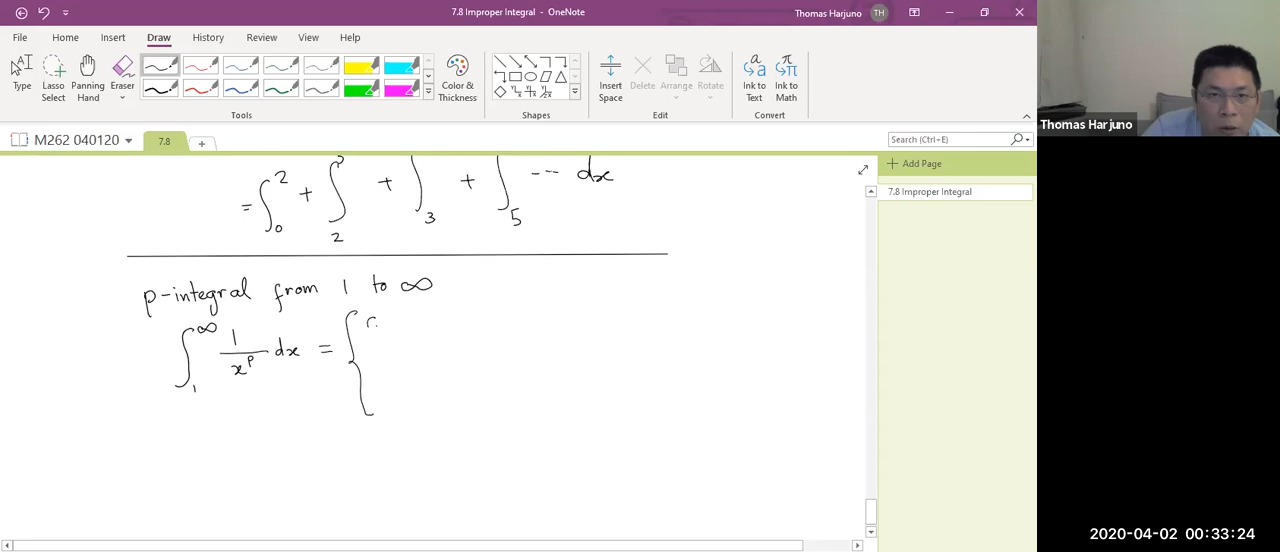 7.8 Improper Integral - OneNote
Thomas Harjuno TH
File Home Insert Draw History Review View Help
Type Lasso Select Panning Hand Eraser Color & Thickness Insert Space Delete Arrange Rotate Ink to Text Ink to Math
Tools Shapes Edit Convert
M262 040120 7.8 Search (Ctrl+E)
Add Page
7.8 Improper Integral
Thomas Harjuno
= ∫₀² + ∫₂³ + ∫₃ + ∫₅ --- dx
p-integral from 1 to ∞
∫₁^∞ 1/x^p dx = {
2020-04-02 00:33:24